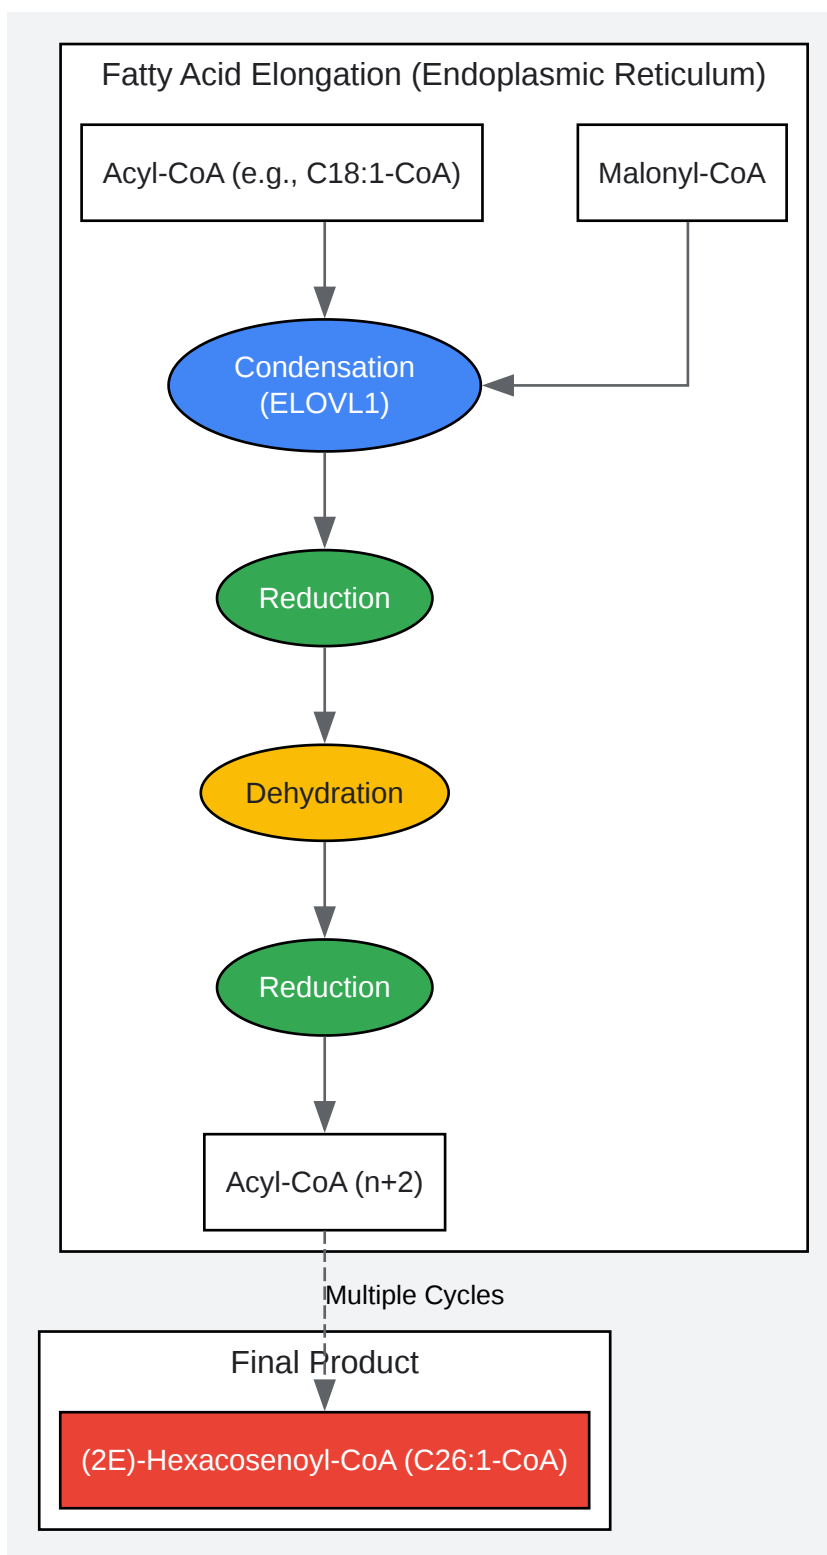 Fatty Acid Elongation (Endoplasmic Reticulum)
Acyl-CoA (e.g., C18:1-CoA)
Malonyl-CoA
Condensation
(ELOVL1)
Reduction
Dehydration
Reduction
Acyl-CoA (n+2)
Multiple Cycles
Final Product
(2E)-Hexacosenoyl-CoA (C26:1-CoA)